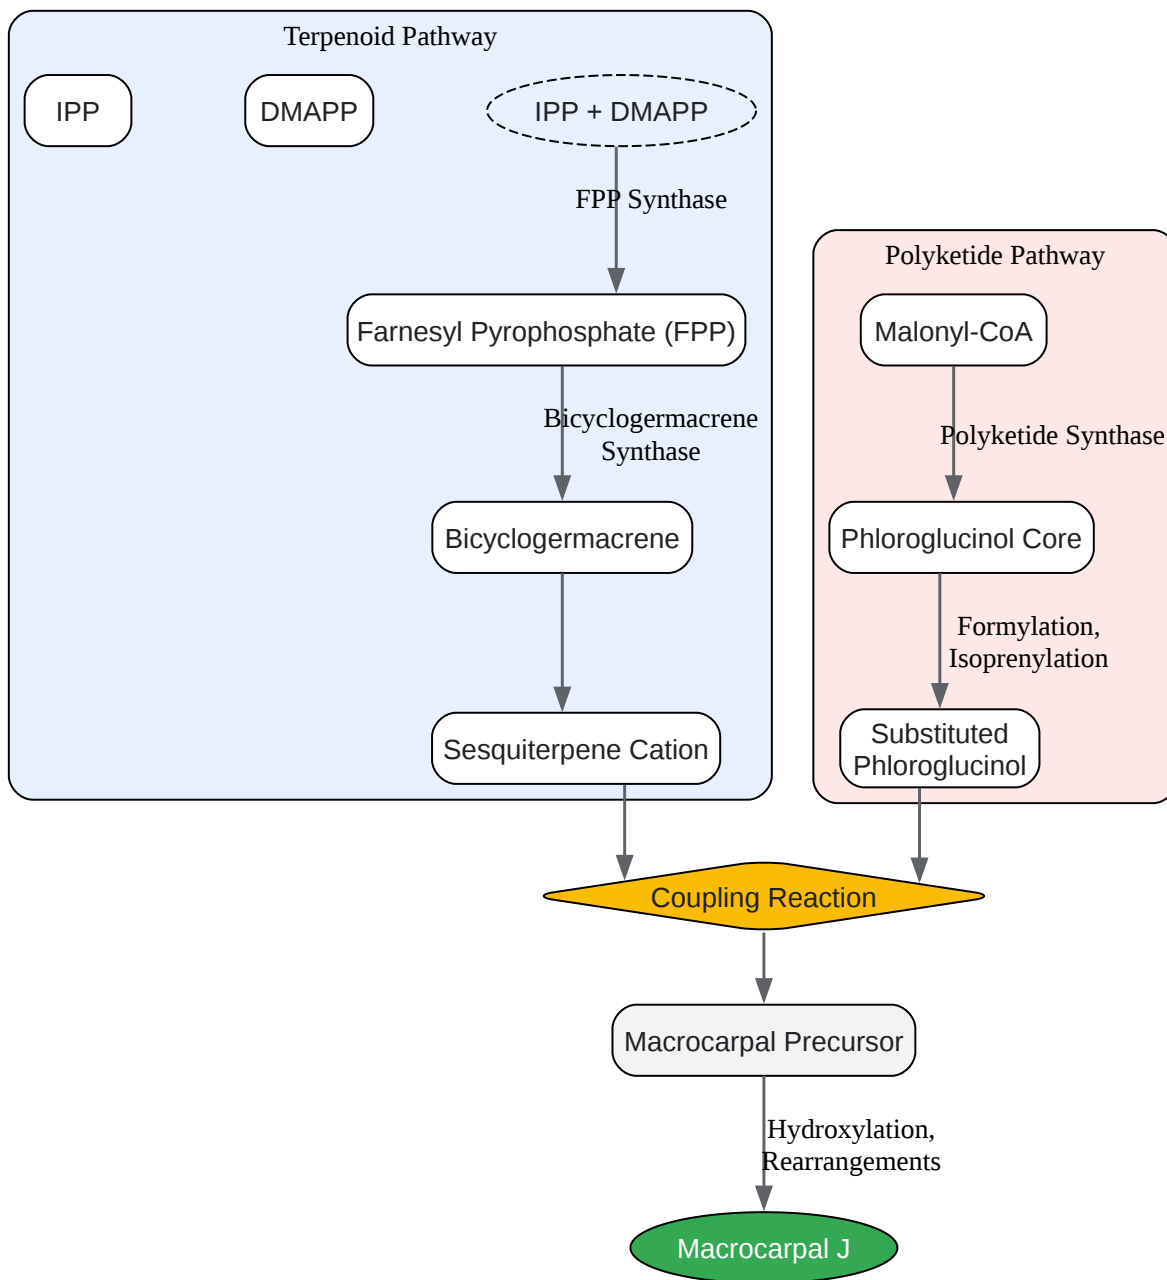 Terpenoid Pathway
IPP
DMAPP
IPP + DMAPP
FPP Synthase
Farnesyl Pyrophosphate (FPP)
Bicyclogermacrene
Synthase
Bicyclogermacrene
Sesquiterpene Cation
Polyketide Pathway
Malonyl-CoA
Polyketide Synthase
Phloroglucinol Core
Formylation,
Isoprenylation
Substituted
Phloroglucinol
Coupling Reaction
Macrocarpal Precursor
Hydroxylation,
Rearrangements
Macrocarpal J